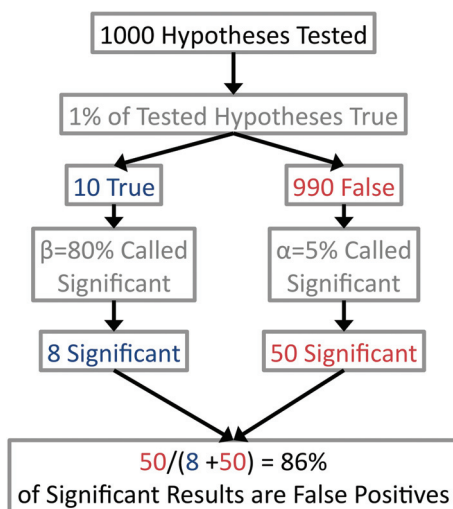 1000 Hypotheses Tested
1% of Tested Hypotheses True
10 True
990 False
β=80% Called
Significant
α=5% Called
Significant
8 Significant
50 Significant
50/(8 +50) = 86%
of Significant Results are False Positives